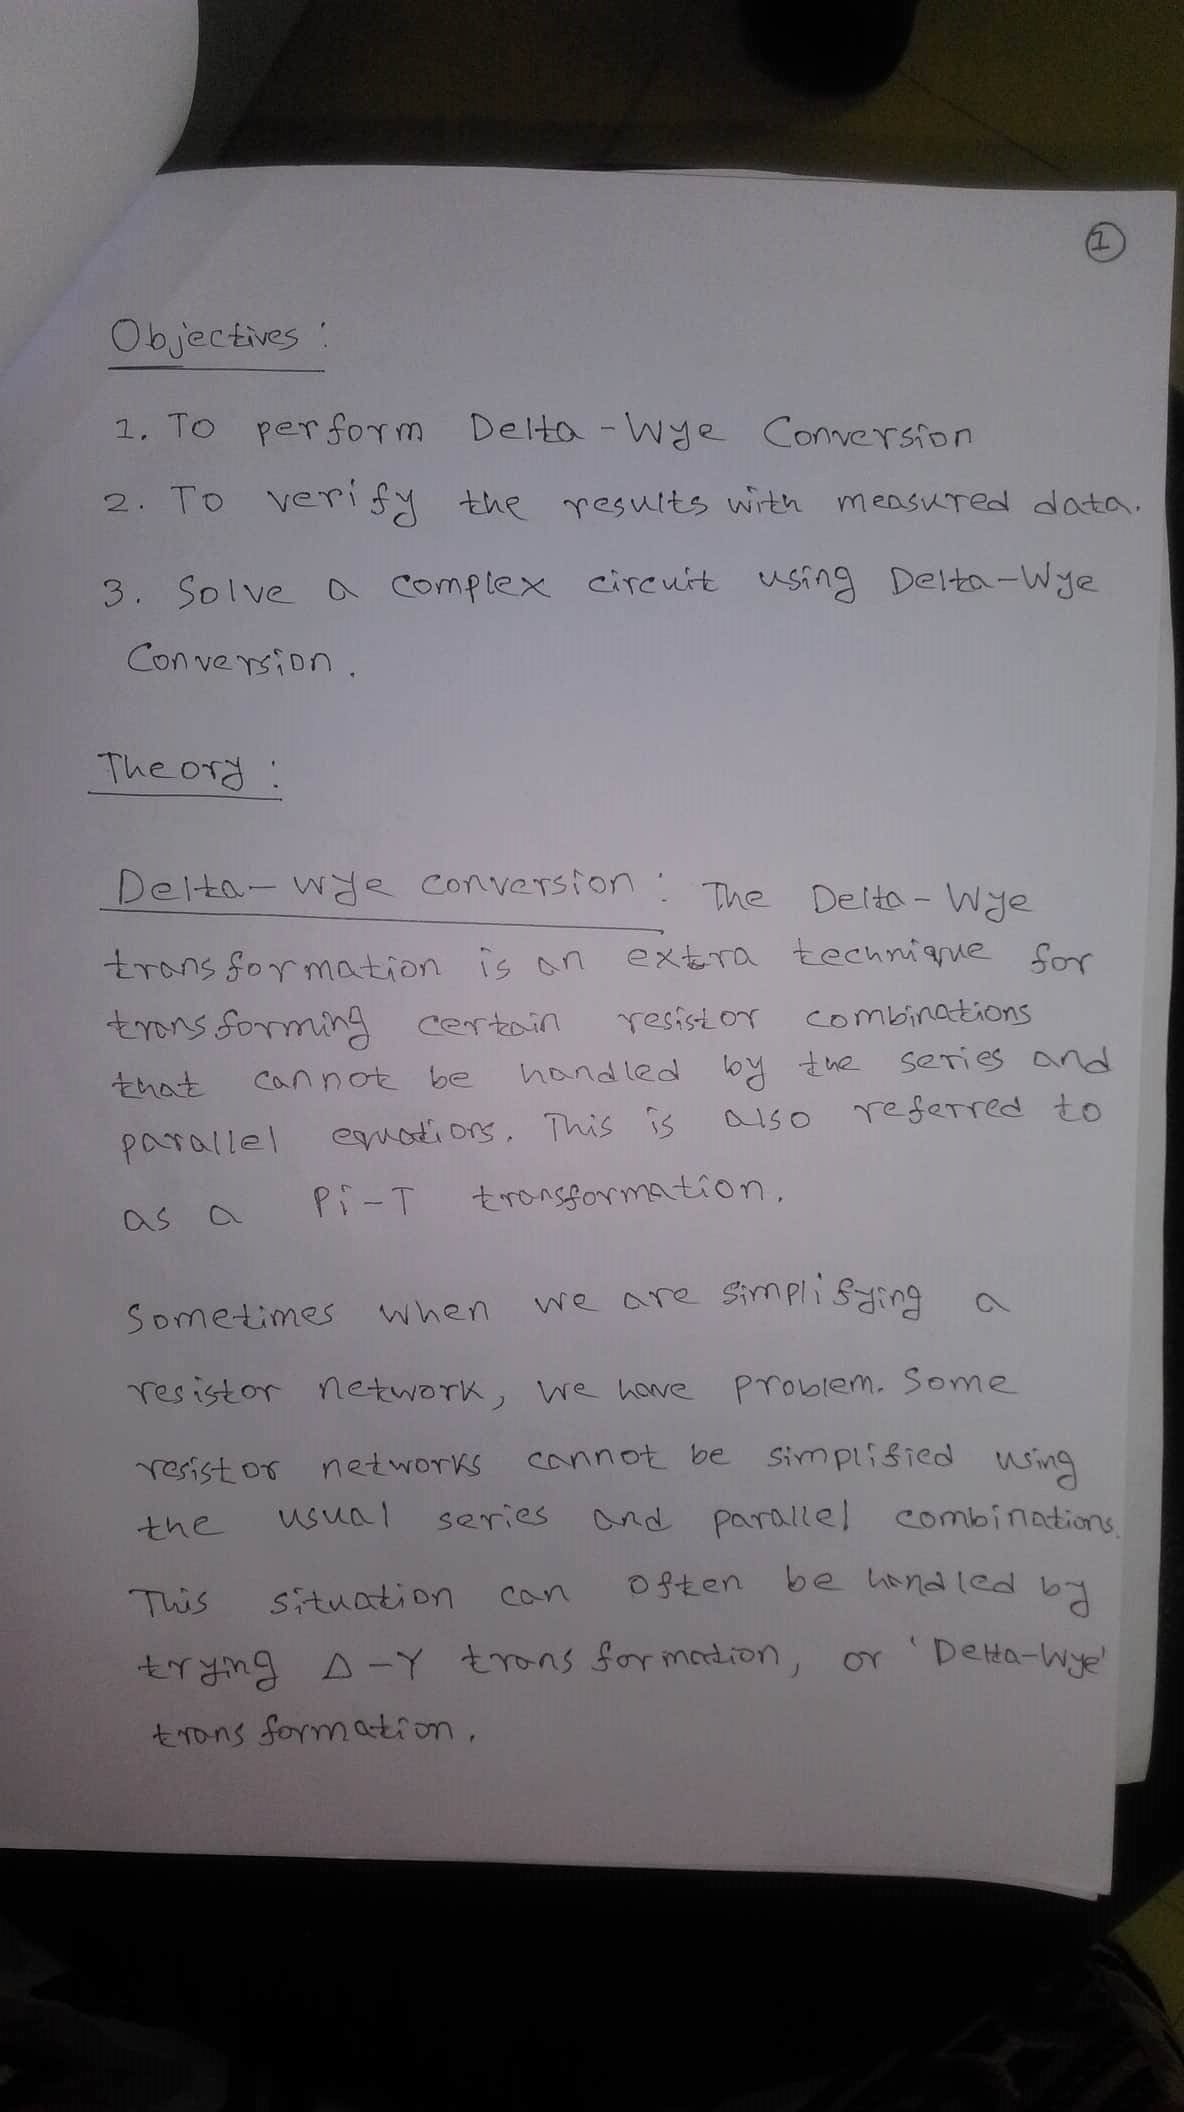 1
Objectives :
1. To perform Delta-Wye Conversion
2. To verify the results with measured data.
3. Solve a complex circuit using Delta-Wye
Conversion.
Theory :
Delta-wye conversion : The Delta-Wye
transformation is an extra technique for
transforming certain resistor combinations
that cannot be handled by the series and
parallel equations. This is also referred to
as a Pi-T transformation.
Sometimes when we are simplifying a
resistor network, we have problem. Some
resistor networks cannot be simplified using
the usual series and parallel combinations.
This situation can often be handled by
trying Δ-Y transformation, or 'Delta-Wye'
transformation.